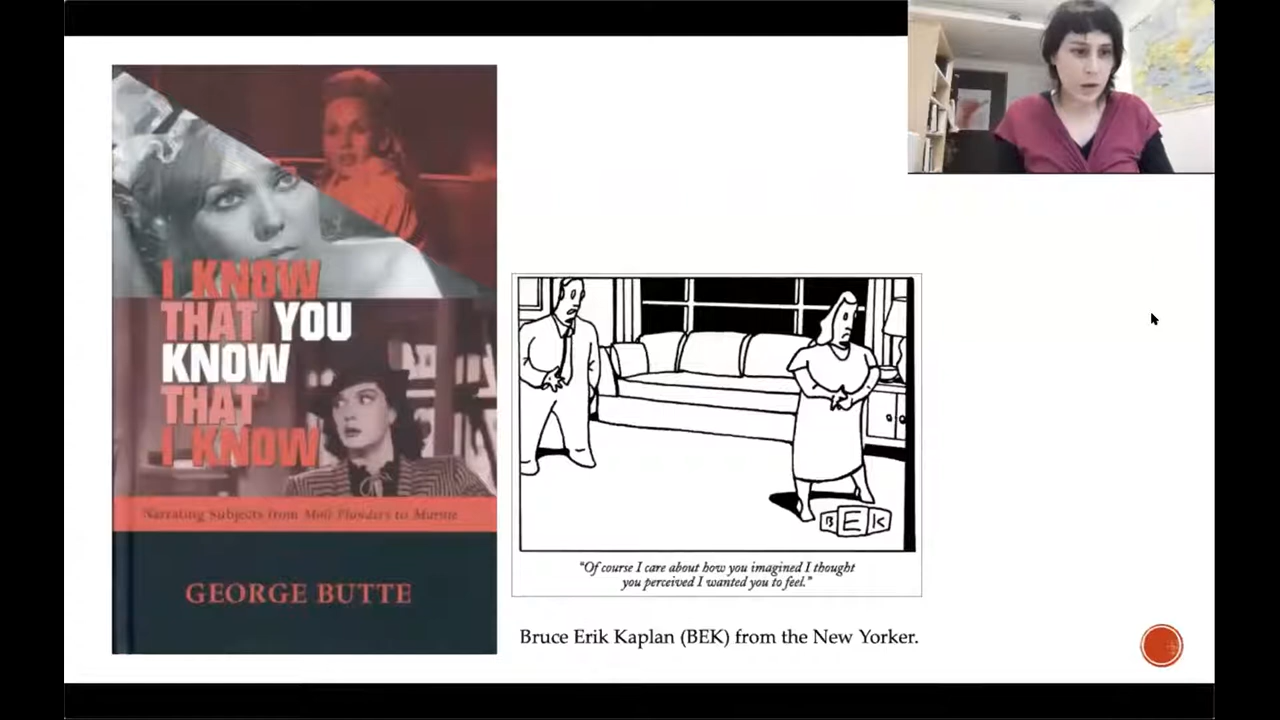 I KNOW
THAT YOU
KNOW
THAT
I KNOW
Narrating Subjects from Moll Flanders to Marnie
GEORGE BUTTE
BEK
"Of course I care about how you imagined I thought
you perceived I wanted you to feel."
Bruce Erik Kaplan (BEK) from the New Yorker.